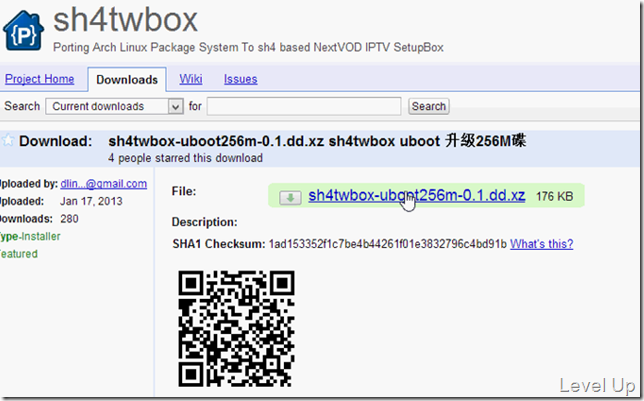 sh4twbox
Porting Arch Linux Package System To sh4 based NextVOD IPTV SetupBox
Project Home Downloads Wiki Issues
Search Current downloads for Search
Download: sh4twbox-uboot256m-0.1.dd.xz sh4twbox uboot 升级256M碟
4 people starred this download
Uploaded by: dlin...@gmail.com
Uploaded: Jan 17, 2013
Downloads: 280
Type-Installer
Featured
File: sh4twbox-uboot256m-0.1.dd.xz 176 KB
Description:
SHA1 Checksum: 1ad153352f1c7be4b44261f01e3832796c4bd91b What's this?
Level Up